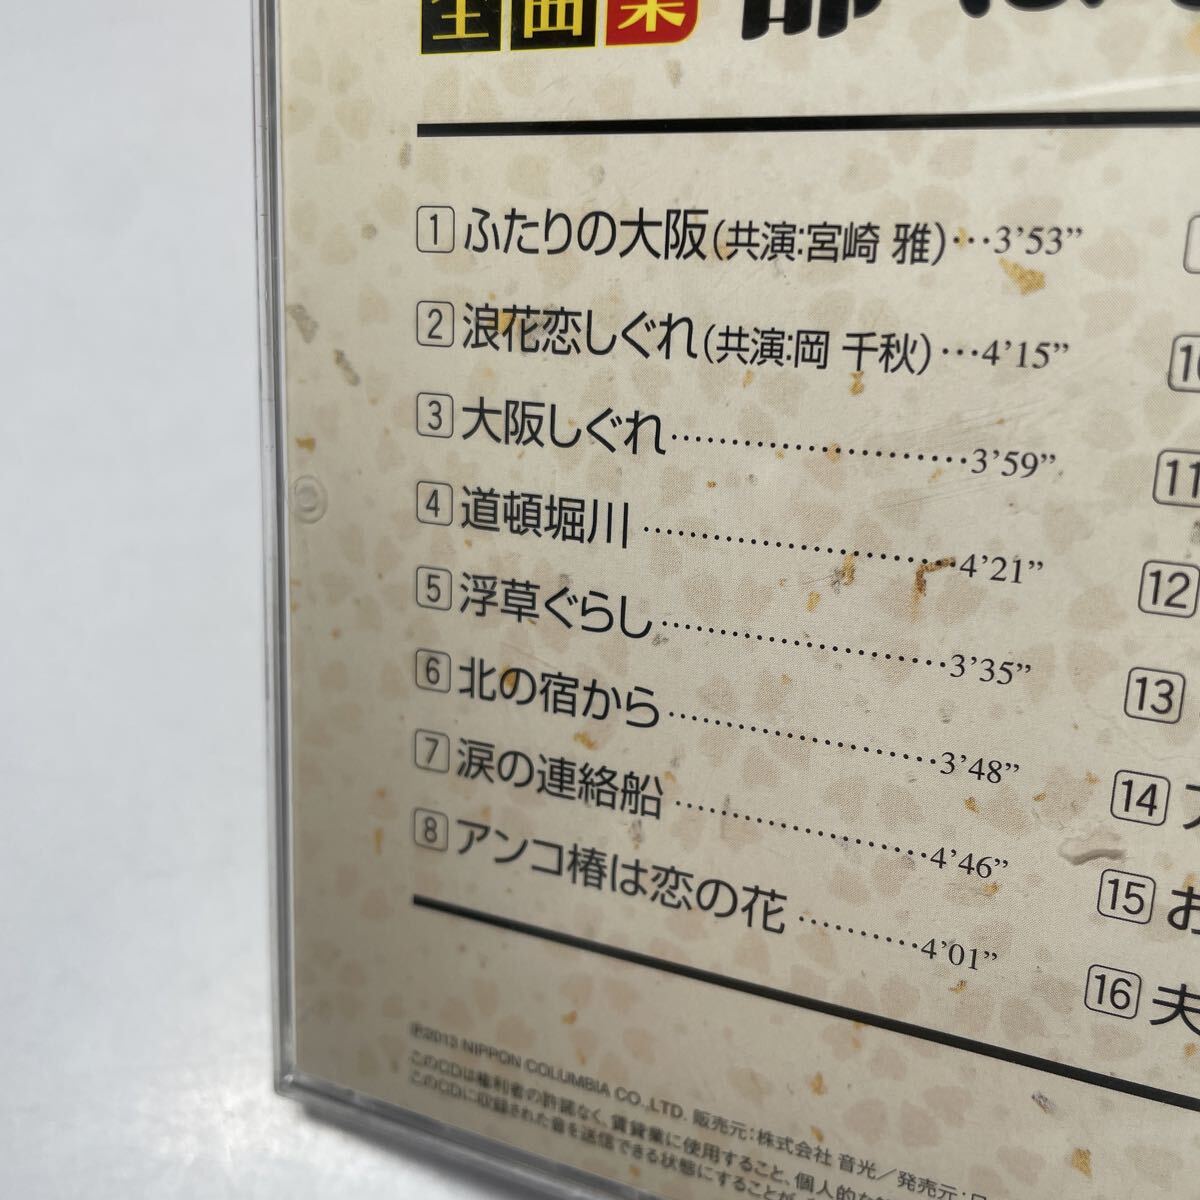 全曲集 都はる
1 ふたりの大阪(共演:宮崎 雅)…3’53”
2 浪花恋しぐれ(共演:岡 千秋)…4’15”
3 大阪しぐれ……………………3’59”
4 道頓堀川……………………4’21”
5 浮草ぐらし……………………3’35”
6 北の宿から…………………3’48”
7 涙の連絡船…………………4’46”
8 アンコ椿は恋の花…………4’01”
10
11
12
13
14 ア
15 お
16 夫
℗2013 NIPPON COLUMBIA CO.,LTD. 販売元:株式会社 音光/発売元:日
このCDは権利者の許諾なく、賃貸業に使用すること、個人的な
このCDに収録された音を送信できる状態にすることが、